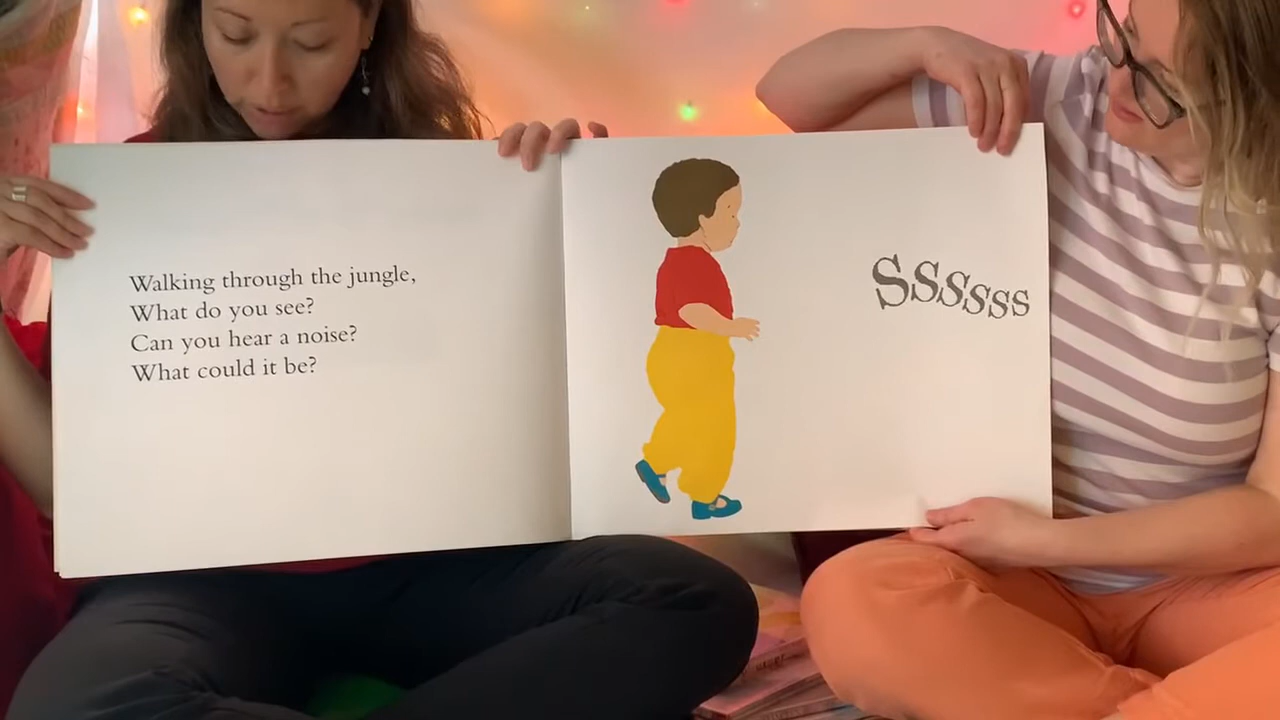 Walking through the jungle,
What do you see?
Can you hear a noise?
What could it be?
Ssssss